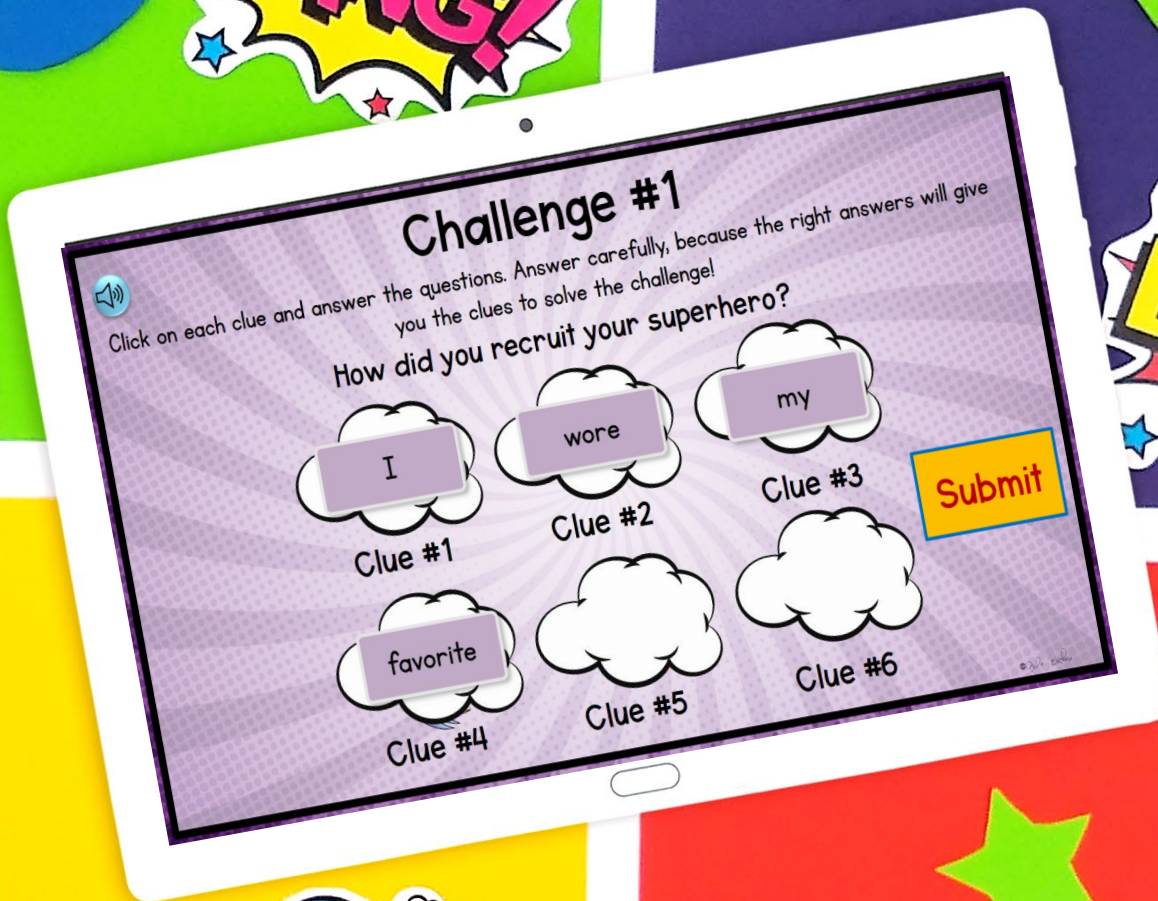 NG!
Challenge #1
Click on each clue and answer the questions. Answer carefully, because the right answers will give
you the clues to solve the challenge!
How did you recruit your superhero?
I
wore
my
Clue #1
Clue #2
Clue #3
Submit
favorite
Clue #4
Clue #5
Clue #6